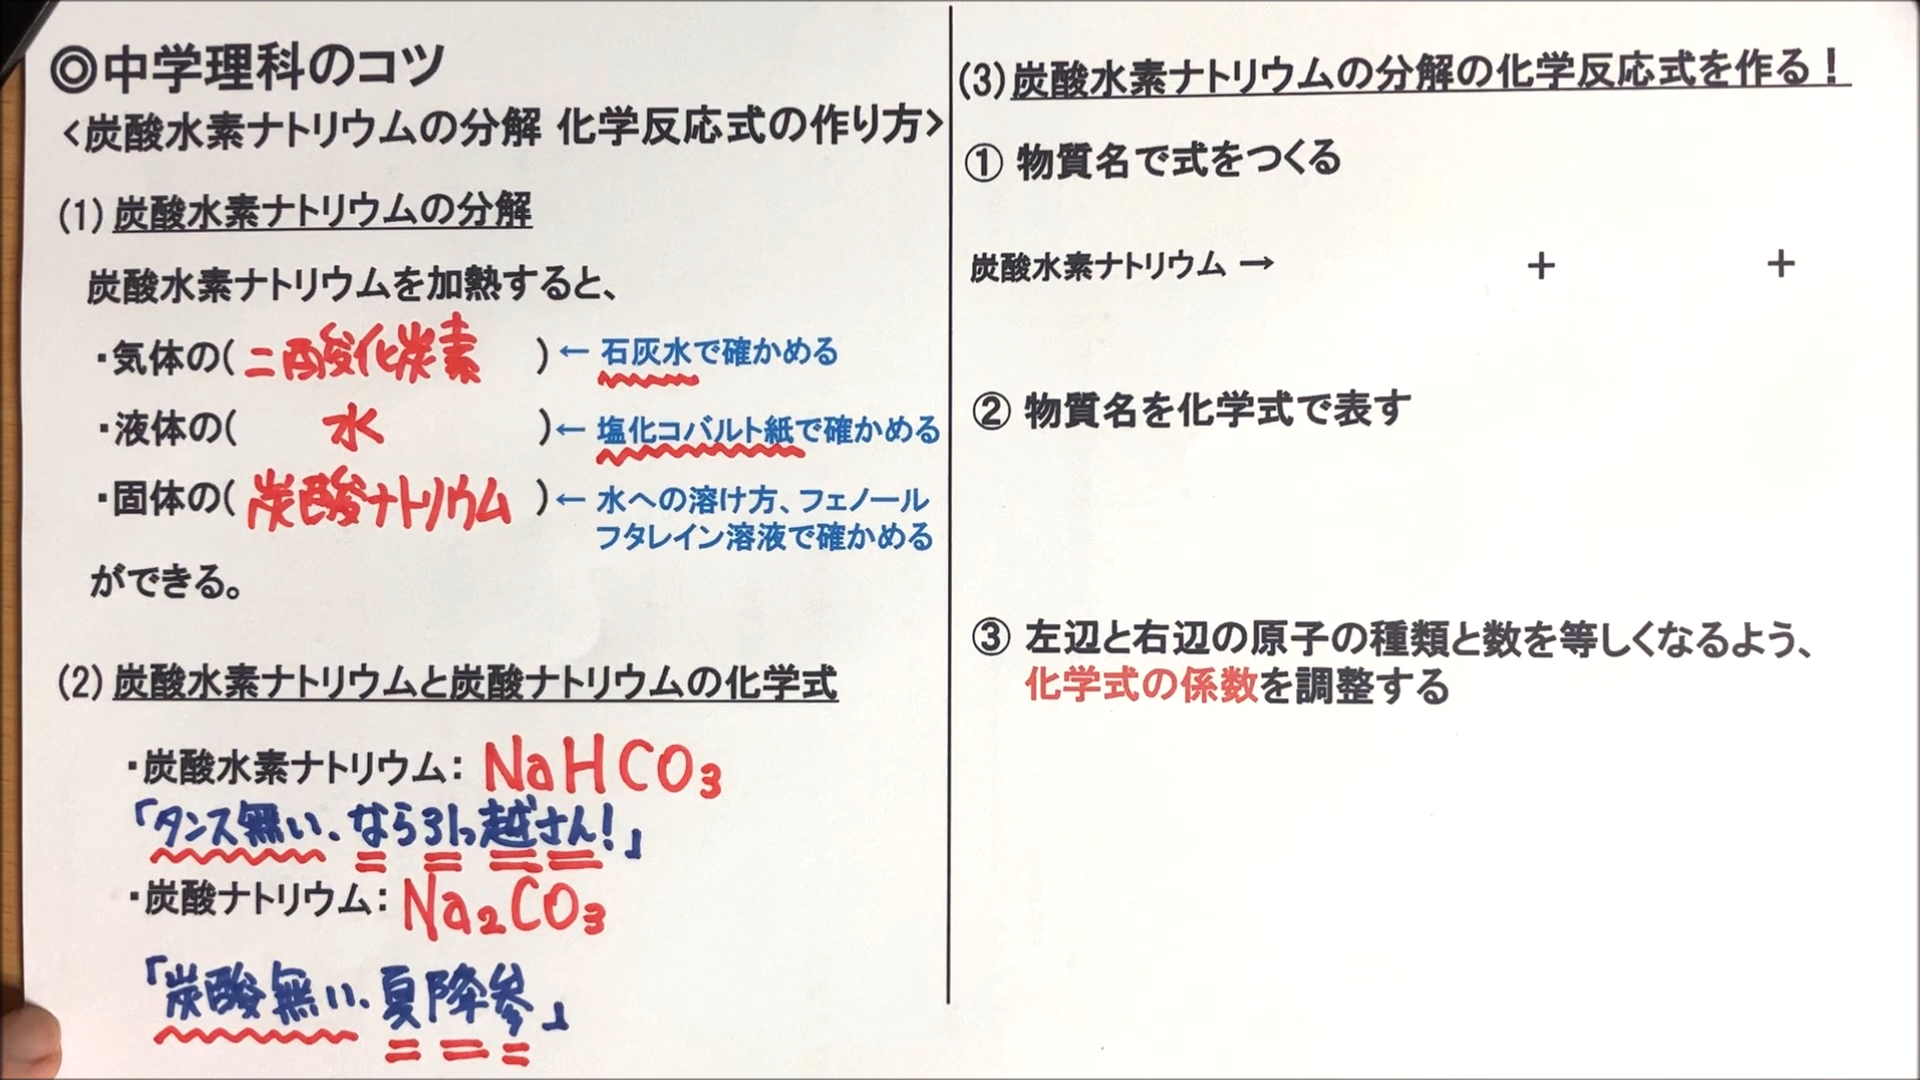 ◎中学理科のコツ
<炭酸水素ナトリウムの分解 化学反応式の作り方>
(1) 炭酸水素ナトリウムの分解
炭酸水素ナトリウムを加熱すると、
・気体の( 二酸化炭素 ) ← 石灰水で確かめる
・液体の( 水 ) ← 塩化コバルト紙で確かめる
・固体の( 炭酸ナトリウム ) ← 水への溶け方、フェノール
フタレイン溶液で確かめる
ができる。
(2) 炭酸水素ナトリウムと炭酸ナトリウムの化学式
・炭酸水素ナトリウム： NaHCO₃
「タンス無い、なら引っ越さん！」
・炭酸ナトリウム： Na₂CO₃
「炭酸無い、夏降参」
(3) 炭酸水素ナトリウムの分解の化学反応式を作る！
① 物質名で式をつくる
炭酸水素ナトリウム → + +
② 物質名を化学式で表す
③ 左辺と右辺の原子の種類と数を等しくなるよう、
化学式の係数を調整する